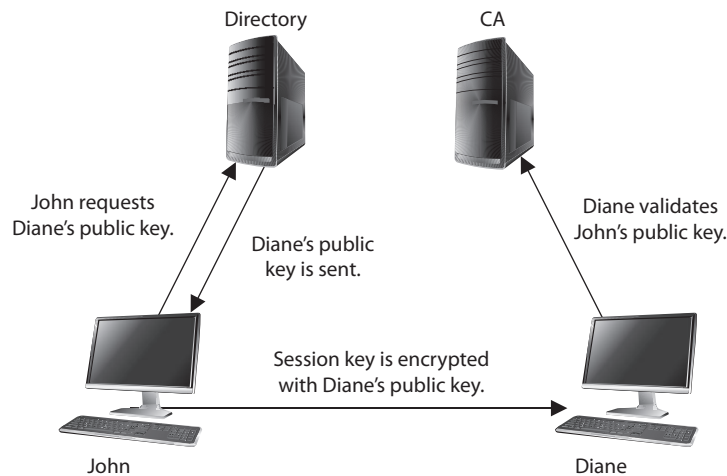 Directory
CA
John requests
Diane’s public key.
Diane’s public
key is sent.
Diane validates
John’s public key.
Session key is encrypted
with Diane’s public key.
John
Diane